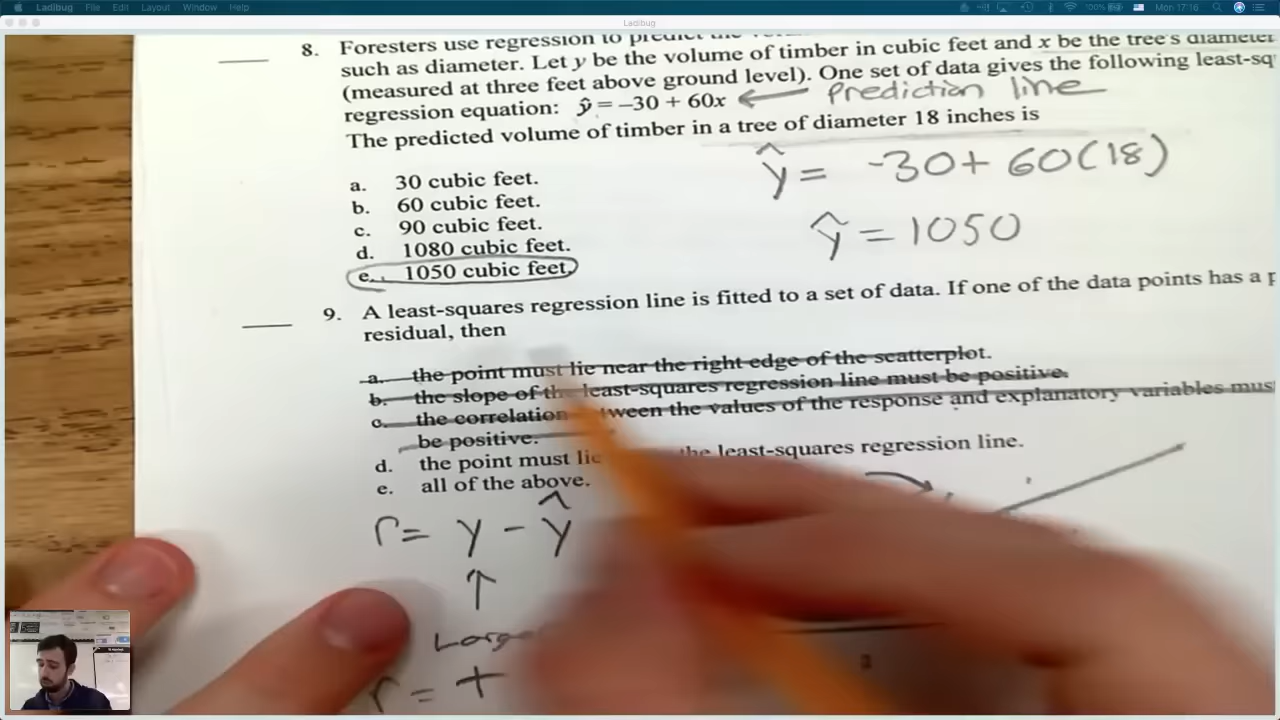 Ladibug File Edit Layout Window Help 100% Mon 17:16
Ladibug
8. Foresters use regression to predict the
such as diameter. Let y be the volume of timber in cubic feet and x be the tree's diameter
(measured at three feet above ground level). One set of data gives the following least-sq
regression equation: ŷ = –30 + 60x ← Prediction line
The predicted volume of timber in a tree of diameter 18 inches is
a. 30 cubic feet.
b. 60 cubic feet.
c. 90 cubic feet.
d. 1080 cubic feet.
e. 1050 cubic feet.
ŷ = -30 + 60(18)
ŷ = 1050
9. A least-squares regression line is fitted to a set of data. If one of the data points has a p
residual, then
a. the point must lie near the right edge of the scatterplot.
b. the slope of the least-squares regression line must be positive.
c. the correlation between the values of the response and explanatory variables mus
be positive.
d. the point must lie the least-squares regression line.
e. all of the above.
r = y - ŷ
↑
Large
r = +